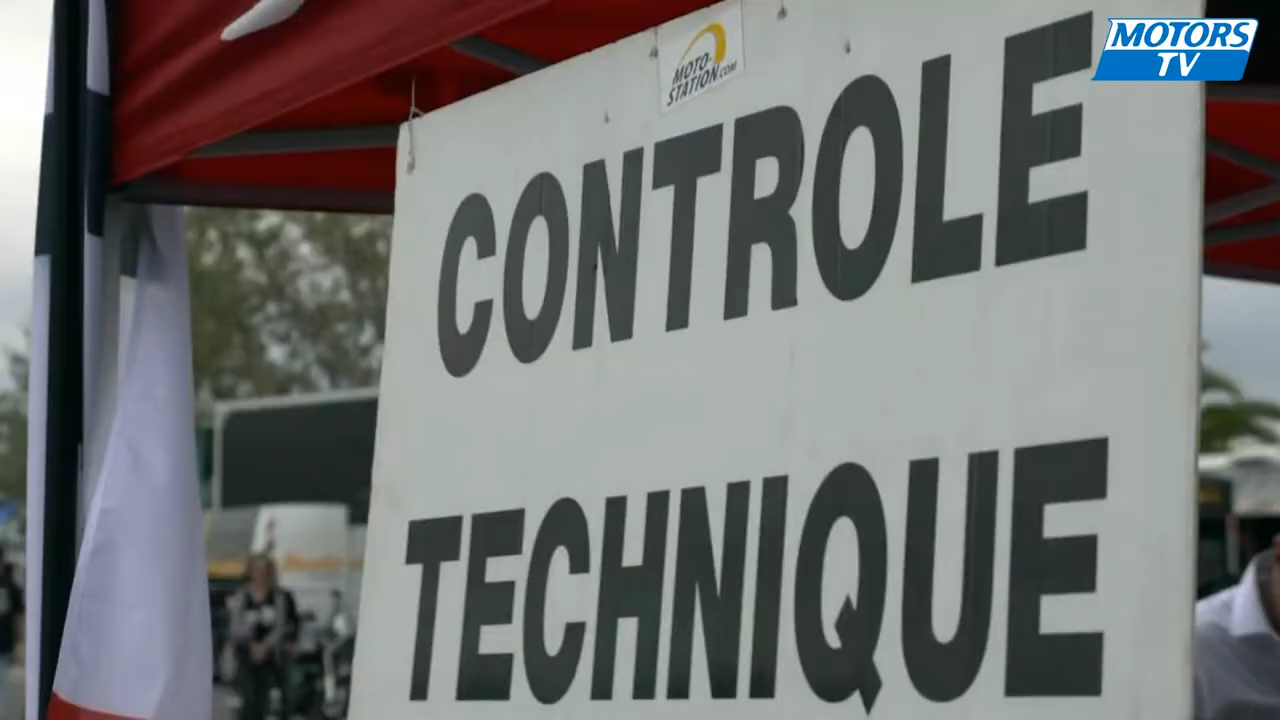 MOTORS
TV
MOTO-
STATION.COM
CONTROLE
TECHNIQUE